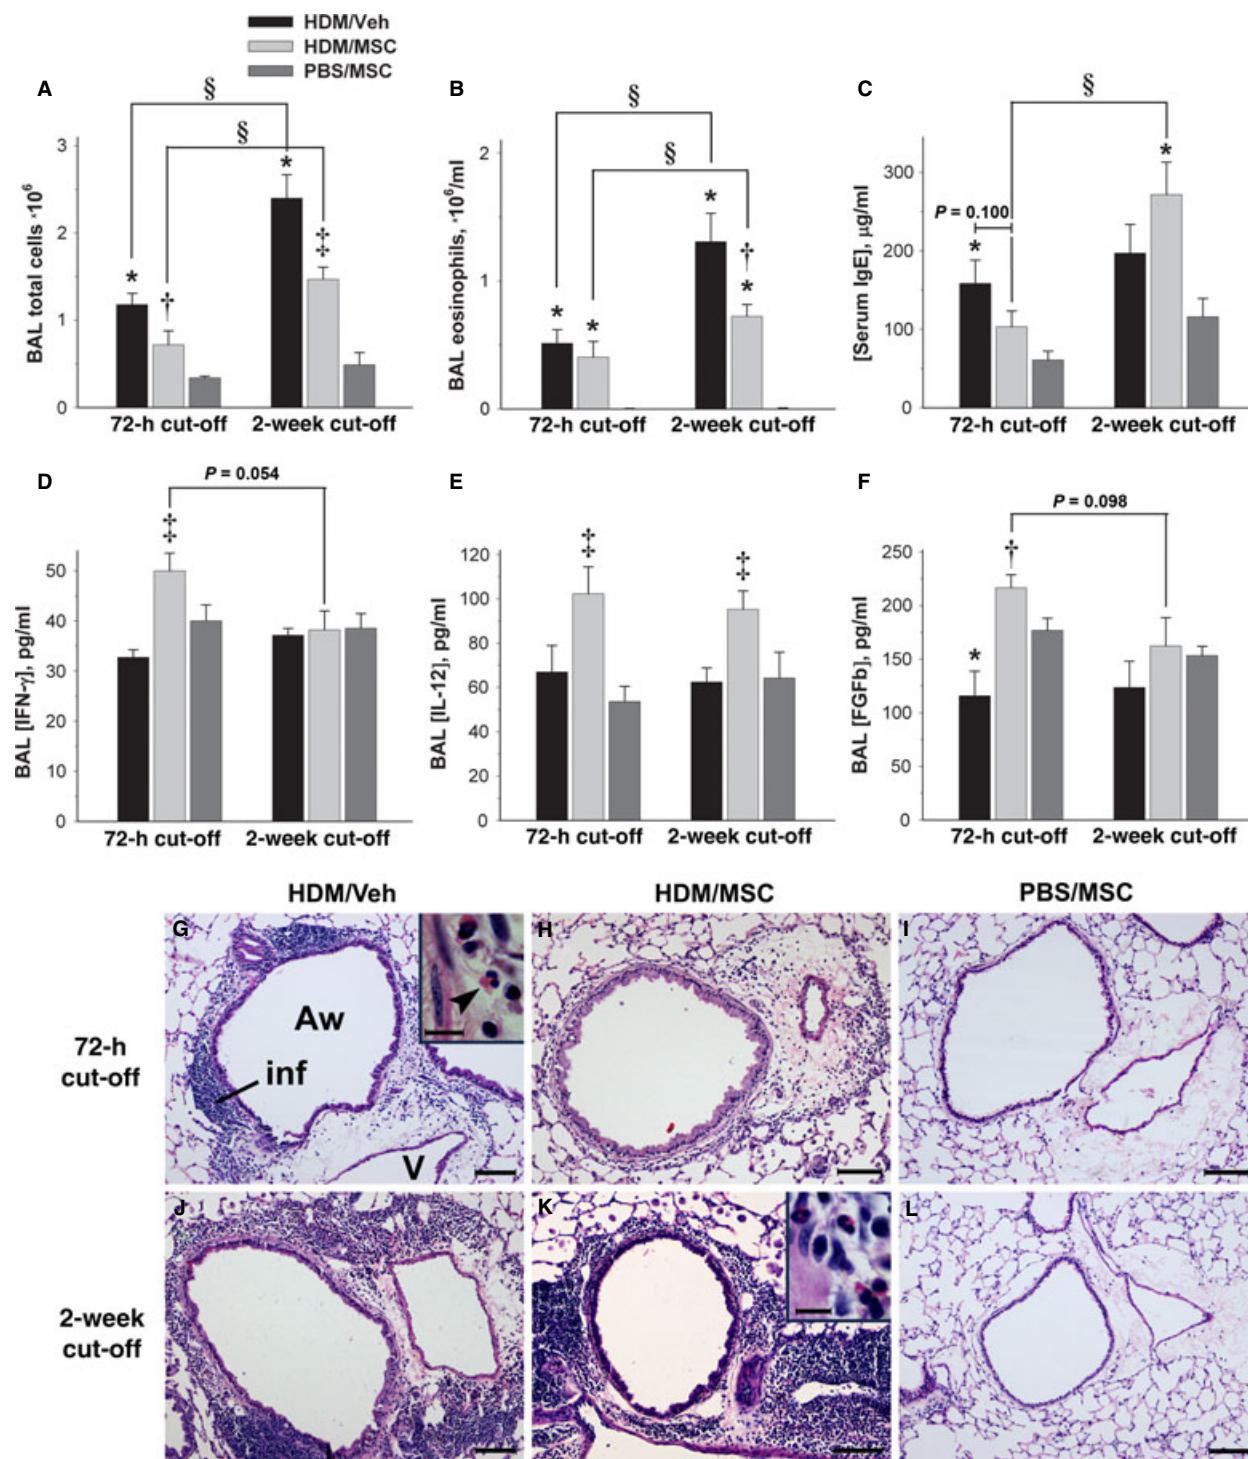 HDM/Veh
HDM/MSC
PBS/MSC
A
BAL total cells ·10⁶
3
2
1
0
*
†
*
‡
§
§
72-h cut-off
2-week cut-off
B
BAL eosinophils, ·10⁶/ml
2
1
0
*
*
*
†
*
§
§
72-h cut-off
2-week cut-off
C
[Serum IgE], µg/ml
300
200
100
0
P = 0.100
*
*
§
72-h cut-off
2-week cut-off
D
BAL [IFN-γ], pg/ml
50
40
30
20
10
0
‡
P = 0.054
72-h cut-off
2-week cut-off
E
BAL [IL-12], pg/ml
120
100
80
60
40
20
0
‡
‡
72-h cut-off
2-week cut-off
F
BAL [FGFb], pg/ml
250
200
150
100
50
0
*
†
P = 0.098
72-h cut-off
2-week cut-off
HDM/Veh
HDM/MSC
PBS/MSC
72-h
cut-off
G
Aw
inf
V
H
I
2-week
cut-off
J
K
L